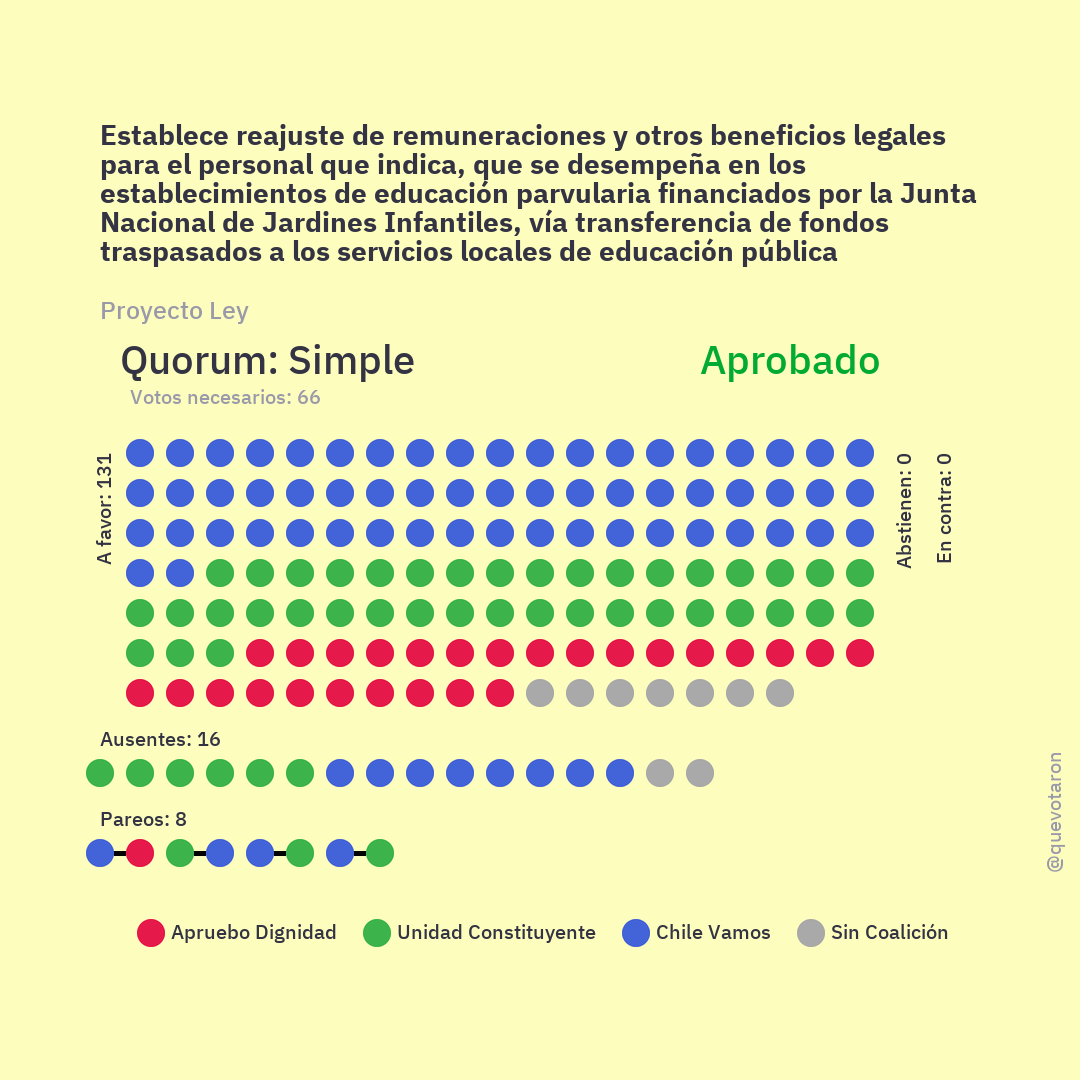 Establece reajuste de remuneraciones y otros beneficios legales
para el personal que indica, que se desempeña en los
establecimientos de educación parvularia financiados por la Junta
Nacional de Jardines Infantiles, vía transferencia de fondos
traspasados a los servicios locales de educación pública
Proyecto Ley
Quorum: Simple
Aprobado
Votos necesarios: 66
A favor: 131
Abstienen: 0
En contra: 0
Ausentes: 16
Pareos: 8
@quevotaron
Apruebo Dignidad
Unidad Constituyente
Chile Vamos
Sin Coalición